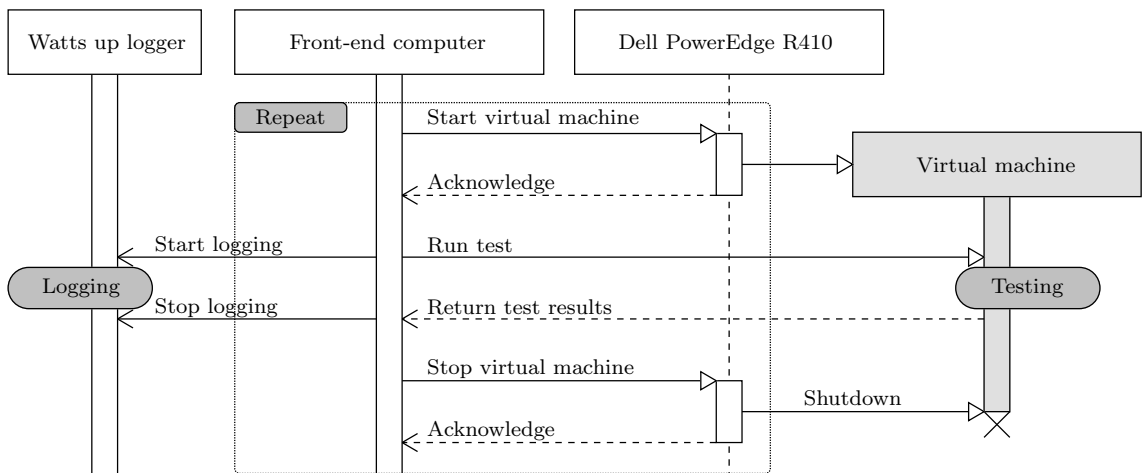 Watts up logger
Front-end computer
Dell PowerEdge R410
Repeat
Start virtual machine
Virtual machine
Acknowledge
Start logging
Run test
Logging
Testing
Stop logging
Return test results
Stop virtual machine
Shutdown
Acknowledge